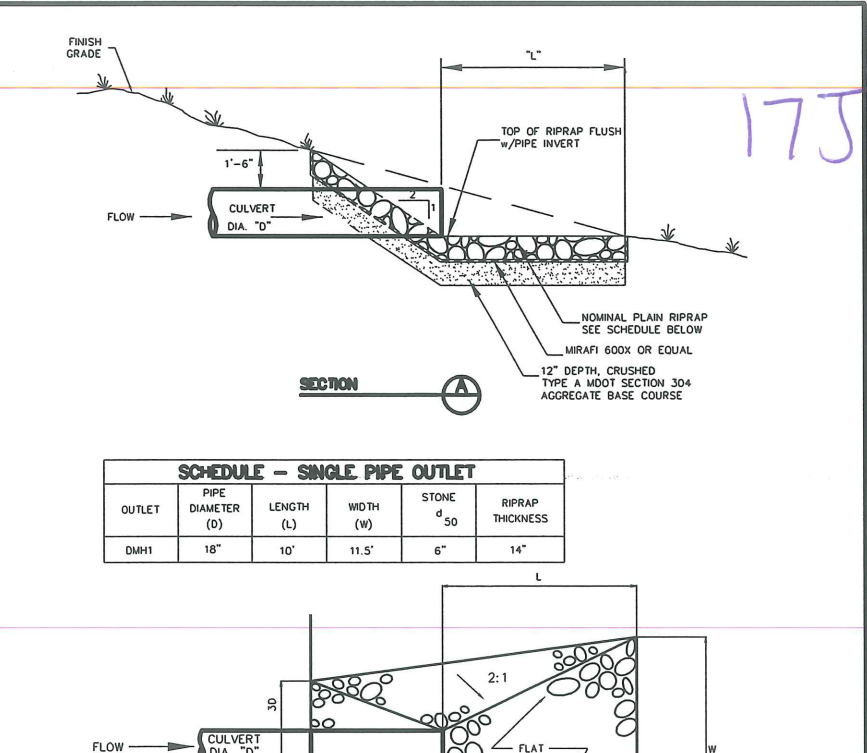 FINISH
GRADE
"L"
17J
TOP OF RIPRAP FLUSH
w/PIPE INVERT
1'-6"
2
1
FLOW
CULVERT
DIA. "D"
NOMINAL PLAIN RIPRAP
SEE SCHEDULE BELOW
MIRAFI 600X OR EQUAL
12" DEPTH, CRUSHED
TYPE A MDOT SECTION 304
AGGREGATE BASE COURSE
SECTION
A
SCHEDULE – SINGLE PIPE OUTLET
OUTLET PIPE DIAMETER (D) LENGTH (L) WIDTH (W) STONE d50 RIPRAP THICKNESS
DMH1 18" 10' 11.5' 6" 14"
L
2:1
3D
FLOW
CULVERT
DIA. "D"
FLAT
W